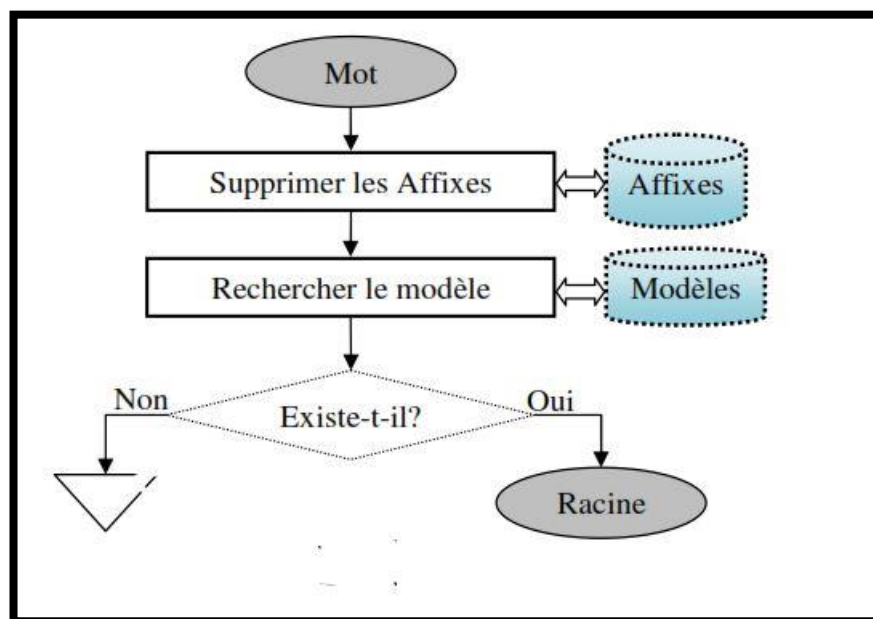 Mot
Supprimer les Affixes
Affixes
Rechercher le modèle
Modèles
Non
Existe-t-il?
Oui
Racine